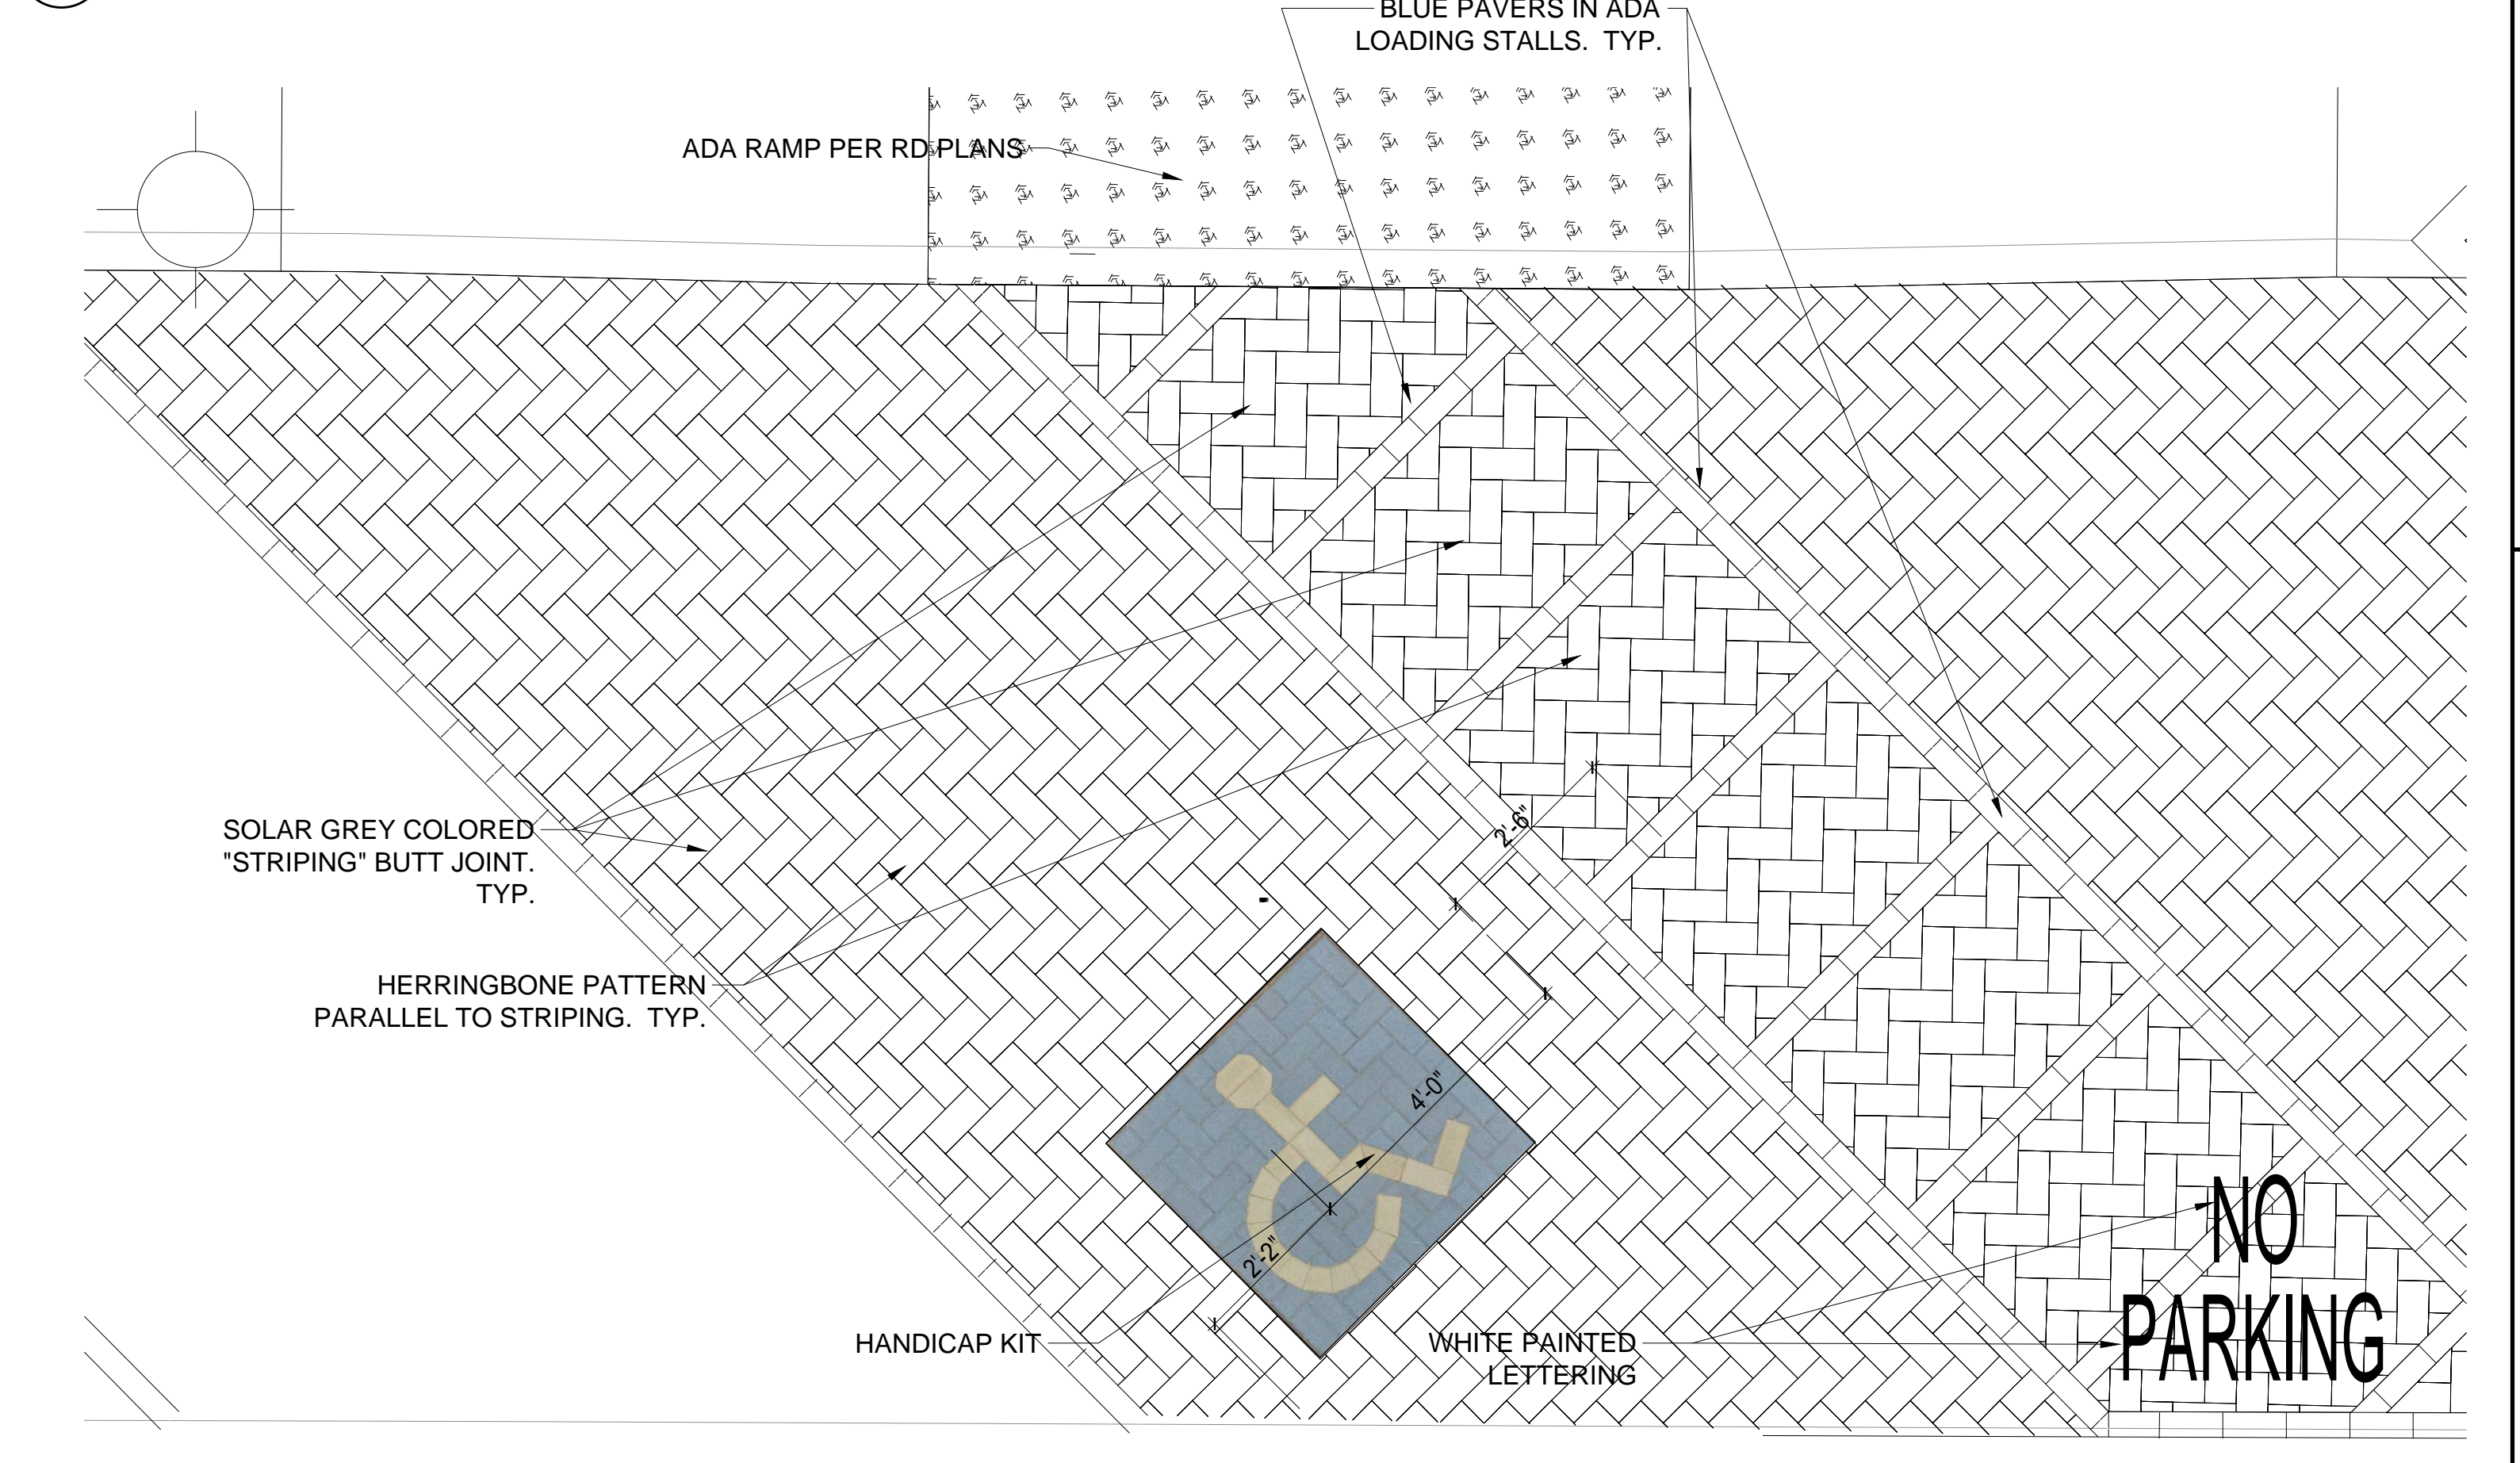 BLUE PAVERS IN ADA
LOADING STALLS. TYP.
ADA RAMP PER RD PLANS
SOLAR GREY COLORED
"STRIPING" BUTT JOINT.
TYP.
2'-6"
HERRINGBONE PATTERN
PARALLEL TO STRIPING. TYP.
4'-0"
2'-2"
HANDICAP KIT
WHITE PAINTED
LETTERING
NO
PARKING